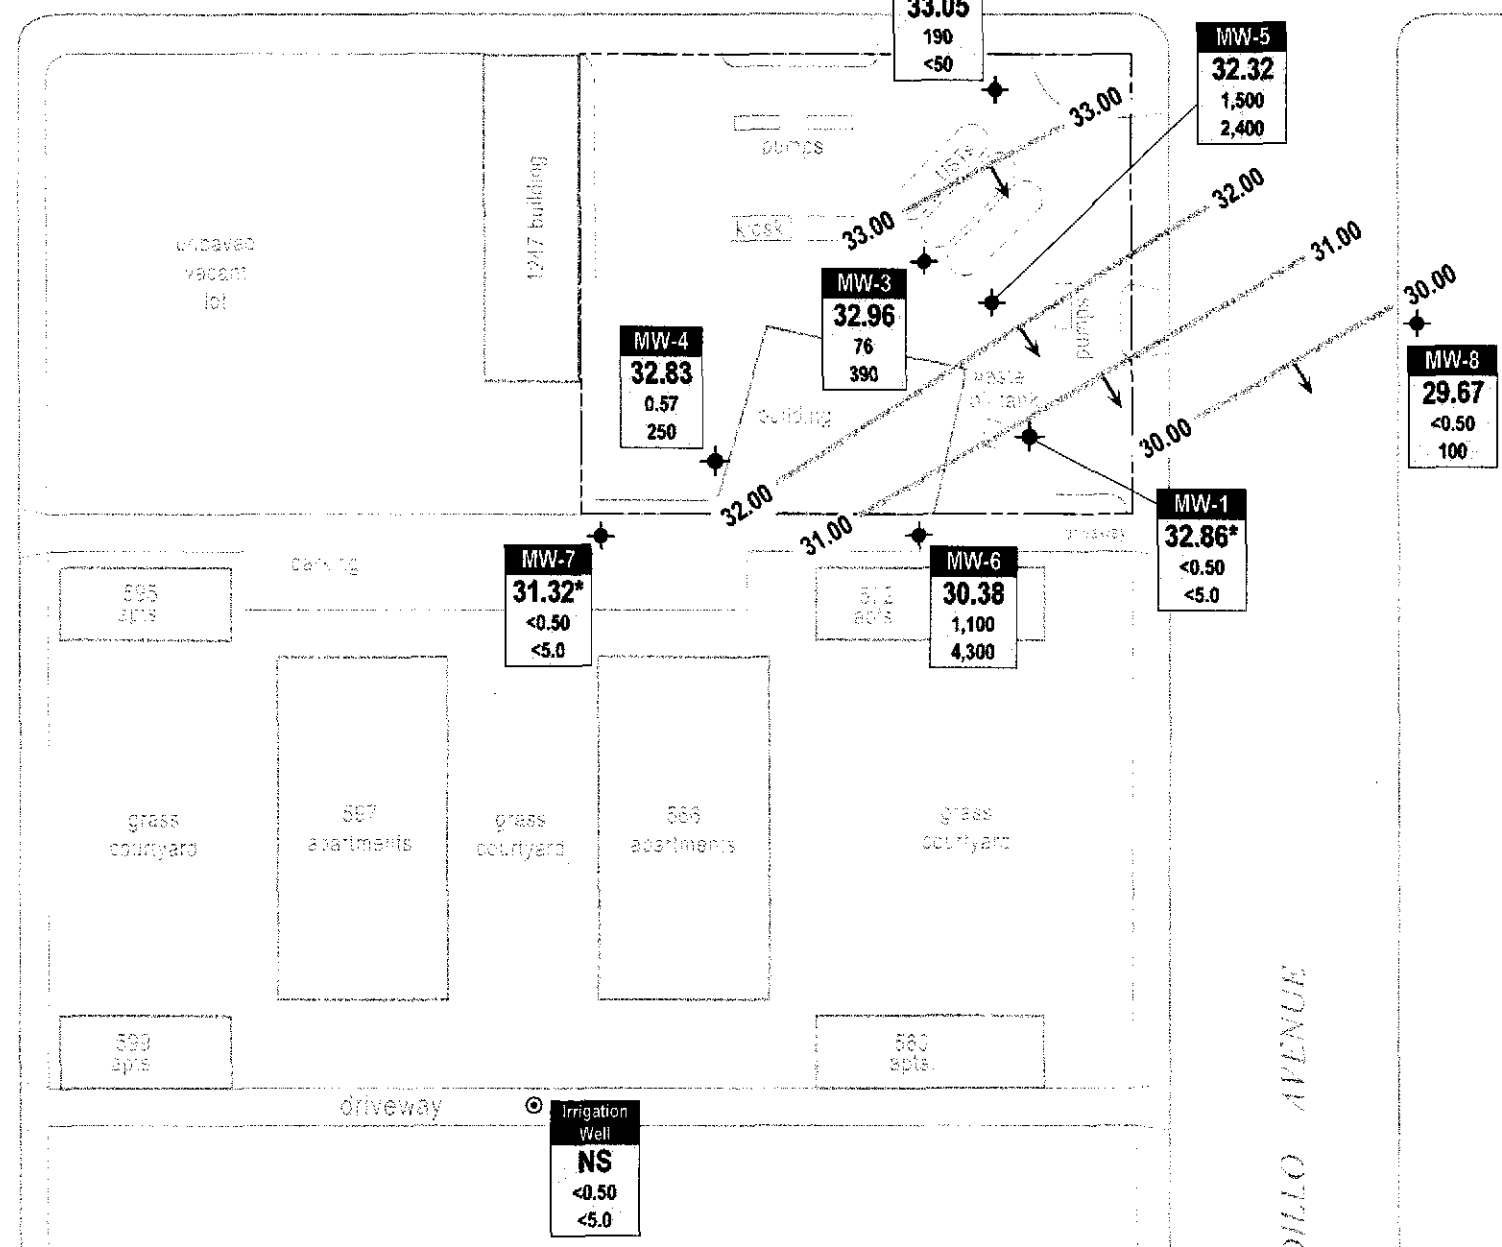 33.05
190
<50
MW-5
32.32
1,500
2,400
33.00
pumps
USTs
1247 building
32.00
33.00
kiosk
31.00
unpaved
vacant
lot
30.00
MW-3
32.96
76
390
pumps
MW-4
32.83
0.57
250
MW-8
29.67
<0.50
100
waste
oil tank
building
30.00
32.00
31.00
MW-1
32.86*
<0.50
<5.0
driveway
parking
MW-7
31.32*
<0.50
<5.0
MW-6
30.38
1,100
4,300
595
apts
apts
597
apartments
grass
courtyard
grass
courtyard
apartments
grass
courtyard
599
apts
apts.
driveway
Irrigation
Well
NS
<0.50
<5.0
DILLO AVENUE